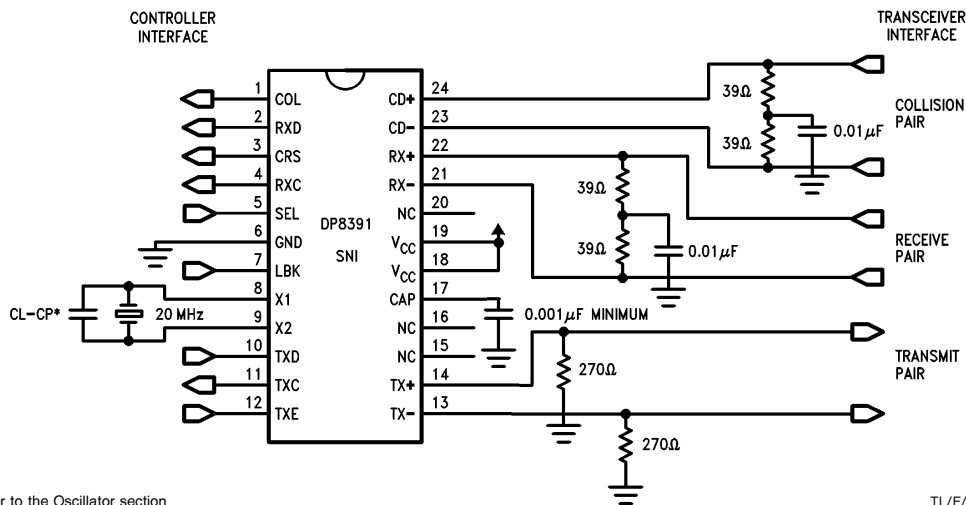 CONTROLLER
INTERFACE
TRANSCEIVER
INTERFACE
1 COL
2 RXD
3 CRS
4 RXC
5 SEL
6 GND
7 LBK
8 X1
9 X2
10 TXD
11 TXC
12 TXE
DP8391
SNI
CD+ 24
CD- 23
RX+ 22
RX- 21
NC 20
VCC 19
VCC 18
CAP 17
NC 16
NC 15
TX+ 14
TX- 13
CL-CP*
20 MHz
39Ω
39Ω
0.01μF
COLLISION
PAIR
39Ω
39Ω
0.01μF
RECEIVE
PAIR
0.001μF MINIMUM
270Ω
270Ω
TRANSMIT
PAIR
to the Oscillator section
TL/F/